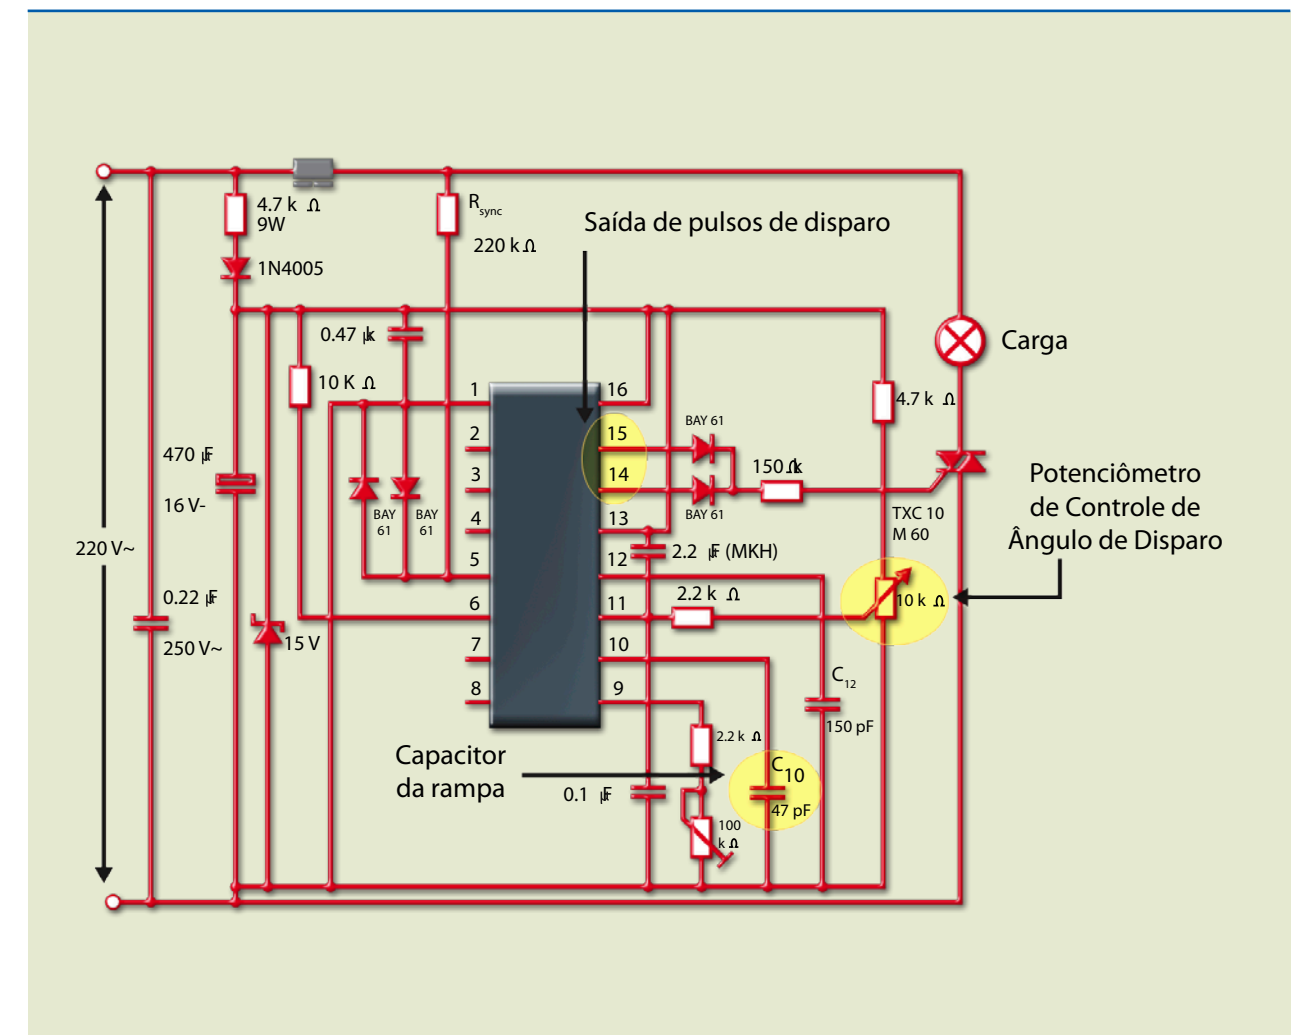 4.7 k Ω
9W
1N4005
R sync
220 k Ω
Saída de pulsos de disparo
0.47 µk
10 K Ω
Carga
4.7 k Ω
1
2
3
4
5
6
7
8
16
15
14
13
12
11
10
9
BAY 61
BAY 61
150 Ωk
BAY
61
BAY
61
470 µF
16 V-
220 V~
0.22 µF
250 V~
15 V
2.2 µF (MKH)
2.2 k Ω
TXC 10
M 60
Potenciômetro
de Controle de
Ângulo de Disparo
10 k Ω
C12
150 pF
2.2 k Ω
Capacitor
da rampa
C10
47 pF
0.1 µF
100
k Ω